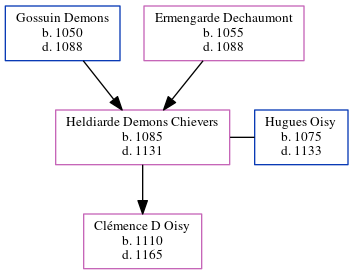 Gossuin Demons
b. 1050
d. 1088
Ermengarde Dechaumont
b. 1055
d. 1088
Heldiarde Demons Chievers
b. 1085
d. 1131
Hugues Oisy
b. 1075
d. 1133
Clémence D Oisy
b. 1110
d. 1165